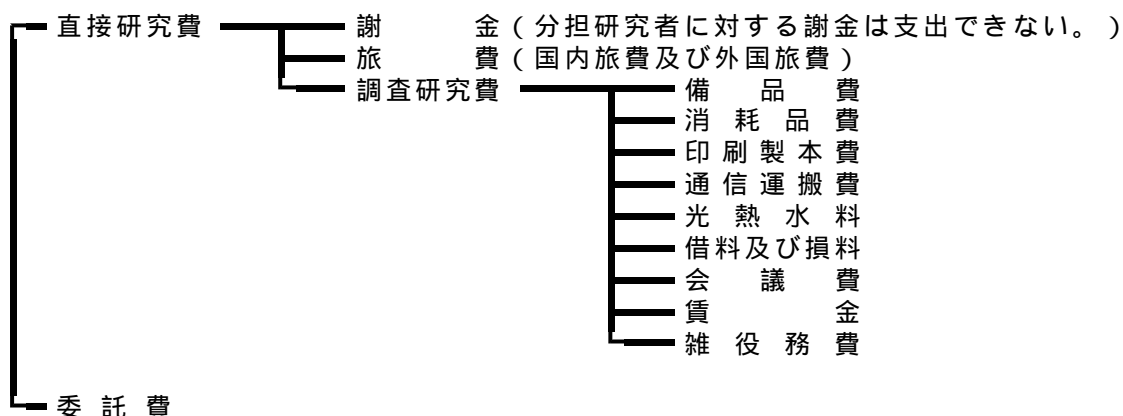 直接研究費 謝金(分担研究者に対する謝金は支出できない。)
旅費(国内旅費及び外国旅費)
調査研究費 備品費
消耗品費
印刷製本費
通信運搬費
光熱水料
借料及び損料
会議費
賃金
雑役務費
委託費